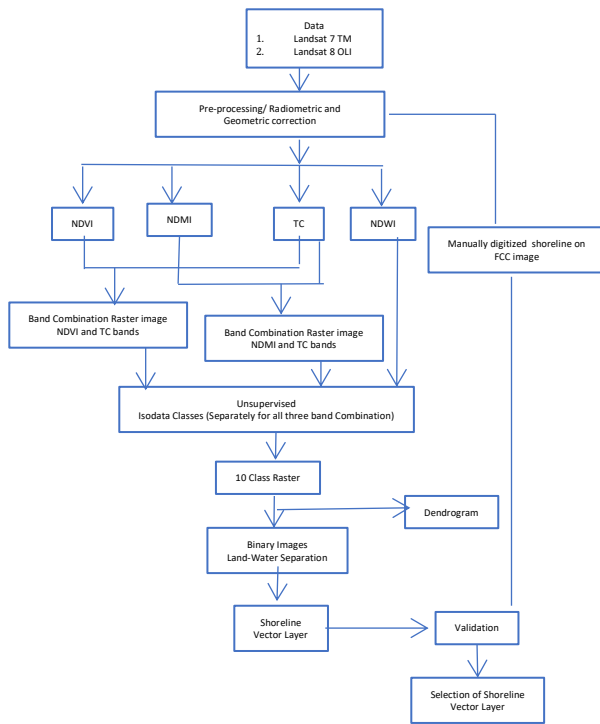 Data
1. Landsat 7 TM
2. Landsat 8 OLI
Pre-processing/ Radiometric and
Geometric correction
NDVI
NDMI
TC
NDWI
Manually digitized shoreline on
FCC image
Band Combination Raster image
NDVI and TC bands
Band Combination Raster image
NDMI and TC bands
Unsupervised
Isodata Classes (Separately for all three band Combination)
10 Class Raster
Dendrogram
Binary Images
Land-Water Separation
Shoreline
Vector Layer
Validation
Selection of Shoreline
Vector Layer